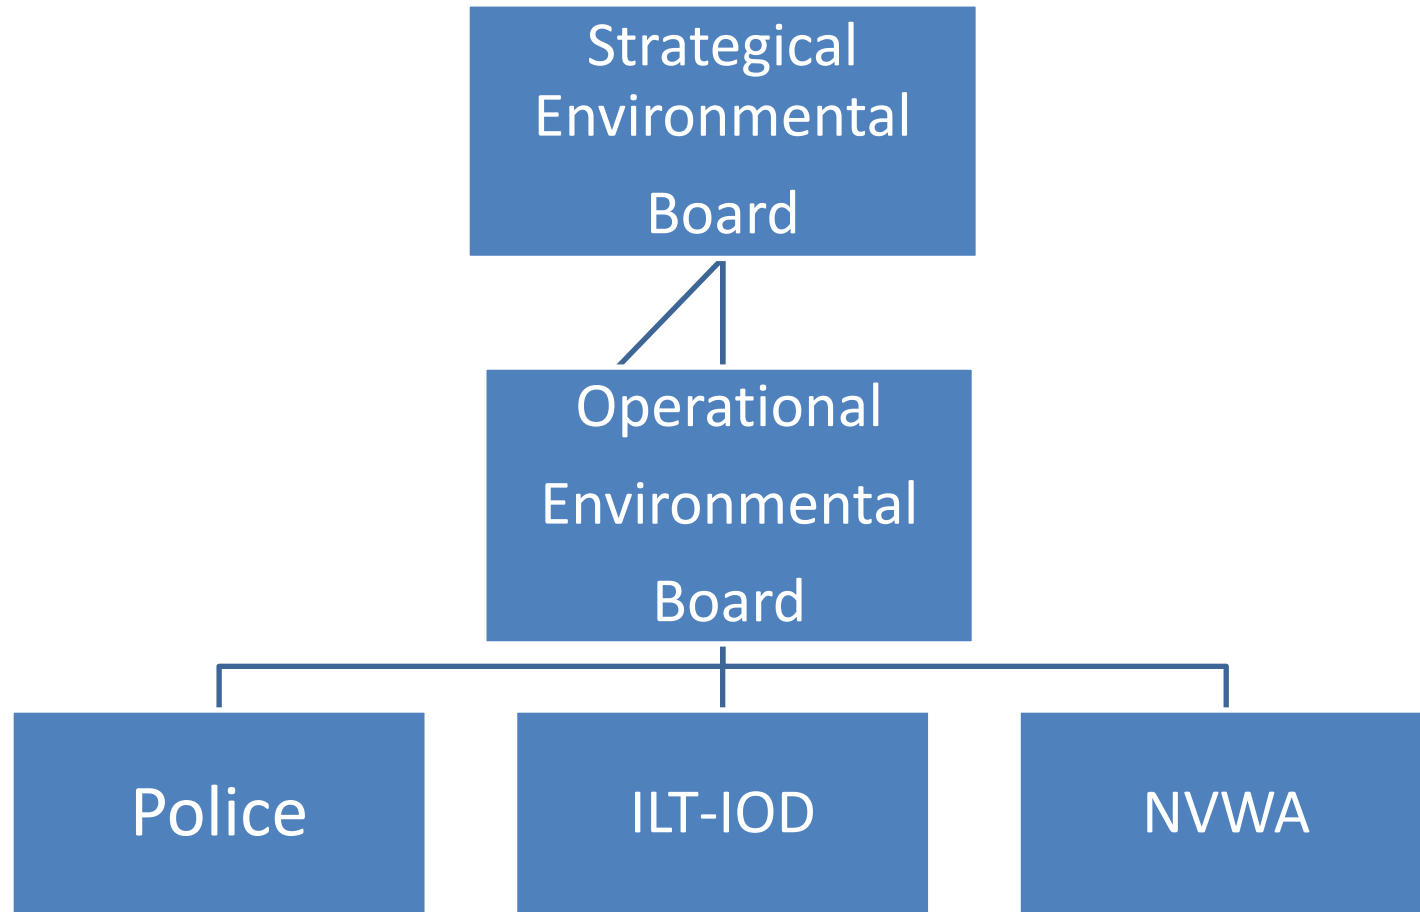 Strategical
Environmental
Board
Operational
Environmental
Board
Police
ILT-IOD
NVWA